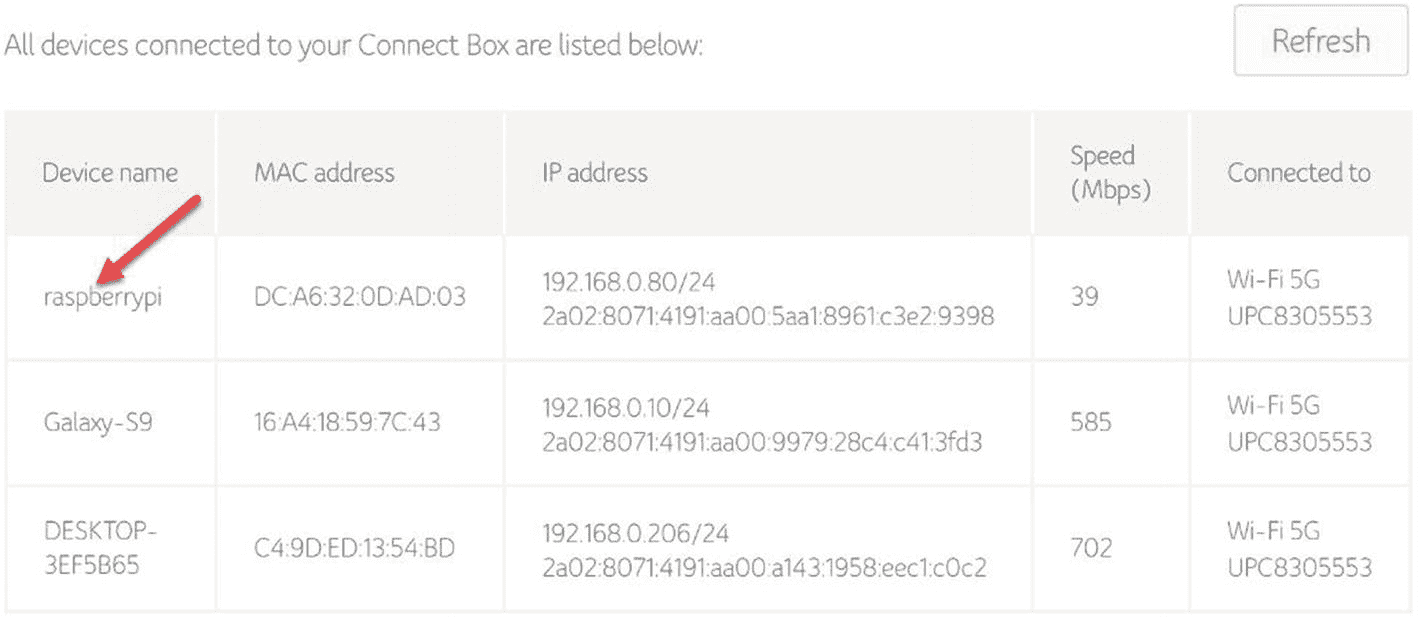 All devices connected to your Connect Box are listed below:
Refresh
Device name
MAC address
IP address
Speed
(Mbps)
Connected to
raspberrypi
DC:A6:32:0D:AD:03
192.168.0.80/24
2a02:8071:4191:aa00:5aa1:8961:c3e2:9398
39
Wi-Fi 5G
UPC8305553
Galaxy-S9
16:A4:18:59:7C:43
192.168.0.10/24
2a02:8071:4191:aa00:9979:28c4:c41:3fd3
585
Wi-Fi 5G
UPC8305553
DESKTOP-
3EF5B65
C4:9D:ED:13:54:BD
192.168.0.206/24
2a02:8071:4191:aa00:a143:1958:eec1:c0c2
702
Wi-Fi 5G
UPC8305553